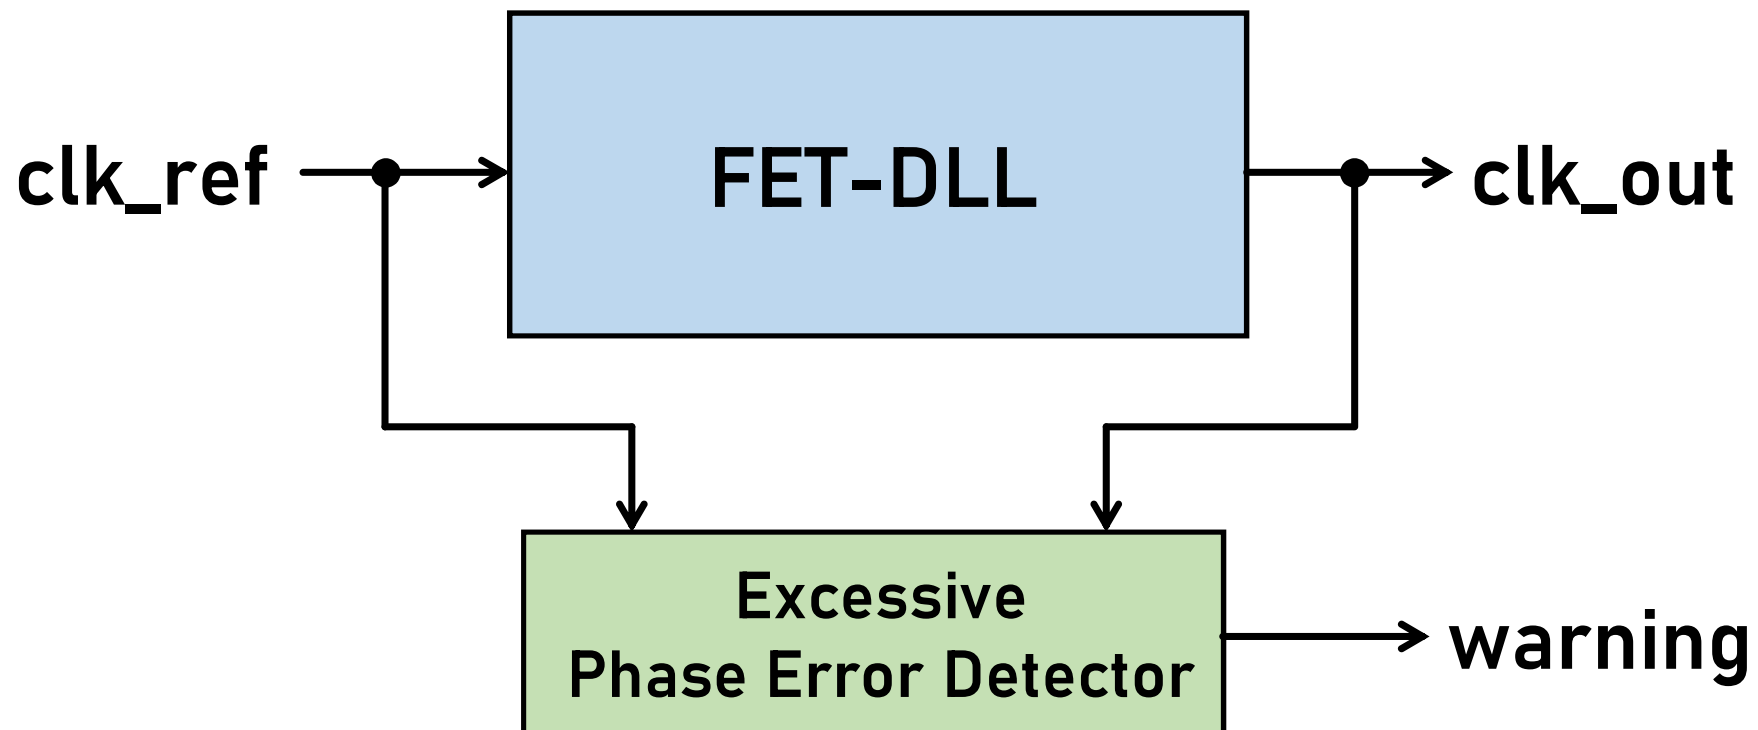 clk_ref
FET-DLL
clk_out
Excessive
Phase Error Detector
warning